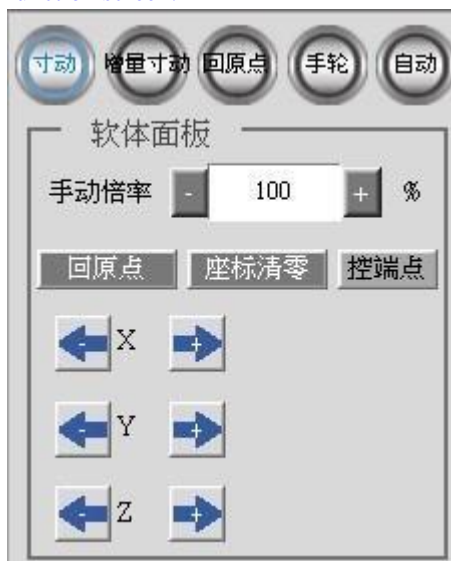 寸动 增量寸动 回原点 手轮 自动
软体面板
手动倍率 - 100 + %
回原点 座标清零 控端点
- X +
- Y +
- Z +